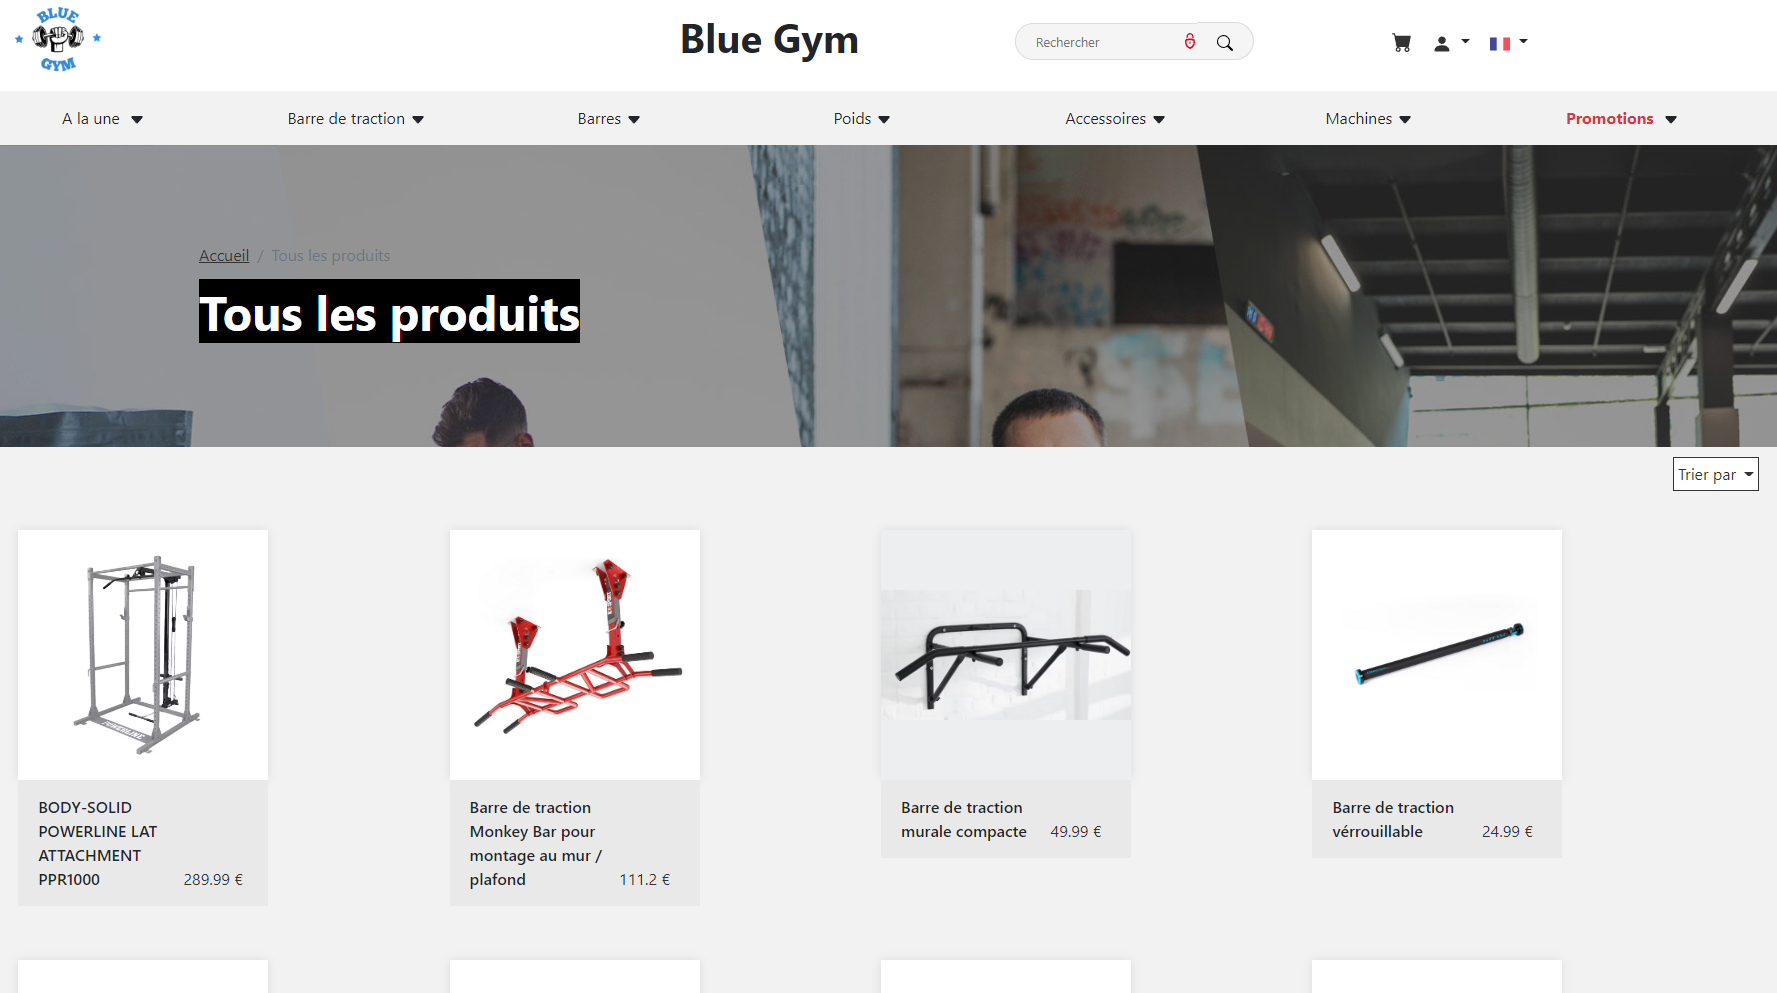 BLUE
GYM
Blue Gym
Rechercher
A la une
Barre de traction
Barres
Poids
Accessoires
Machines
Promotions
Accueil / Tous les produits
Tous les produits
Trier par
POWERLINE
BODY-SOLID
POWERLINE LAT
ATTACHMENT
PPR1000 289.99 €
Barre de traction
Monkey Bar pour
montage au mur /
plafond 111.2 €
Barre de traction
murale compacte 49.99 €
Barre de traction
vérrouillable 24.99 €